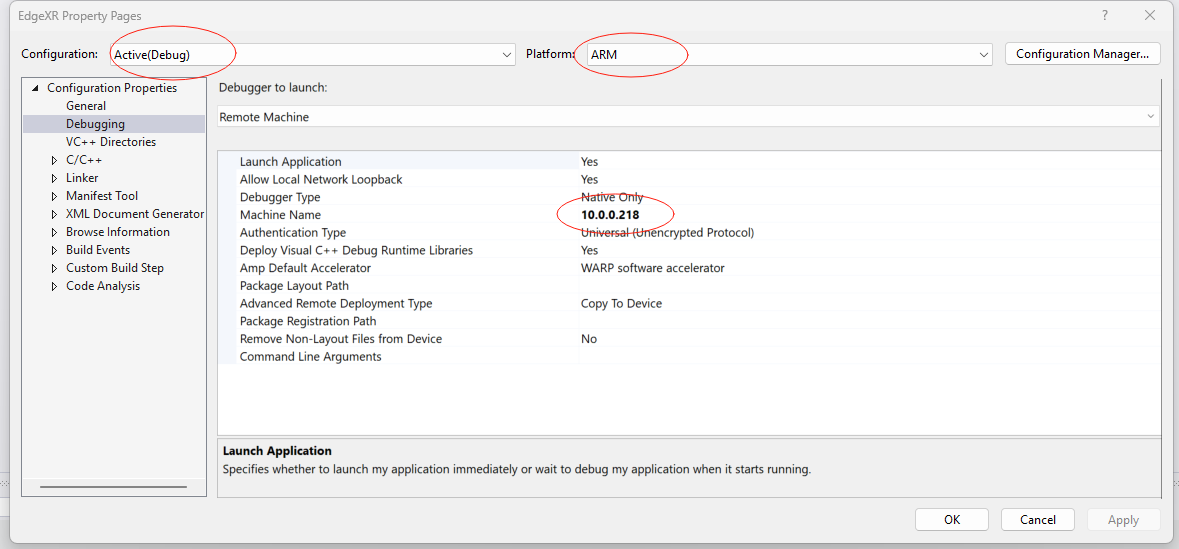 EdgeXR Property Pages
Configuration: Active(Debug) Platform: ARM Configuration Manager...
Configuration Properties
General
Debugging
VC++ Directories
C/C++
Linker
Manifest Tool
XML Document Generator
Browse Information
Build Events
Custom Build Step
Code Analysis
Debugger to launch:
Remote Machine
Launch Application Yes
Allow Local Network Loopback Yes
Debugger Type Native Only
Machine Name 10.0.0.218
Authentication Type Universal (Unencrypted Protocol)
Deploy Visual C++ Debug Runtime Libraries Yes
Amp Default Accelerator WARP software accelerator
Package Layout Path
Advanced Remote Deployment Type Copy To Device
Package Registration Path
Remove Non-Layout Files from Device No
Command Line Arguments
Launch Application
Specifies whether to launch my application immediately or wait to debug my application when it starts running.
OK Cancel Apply